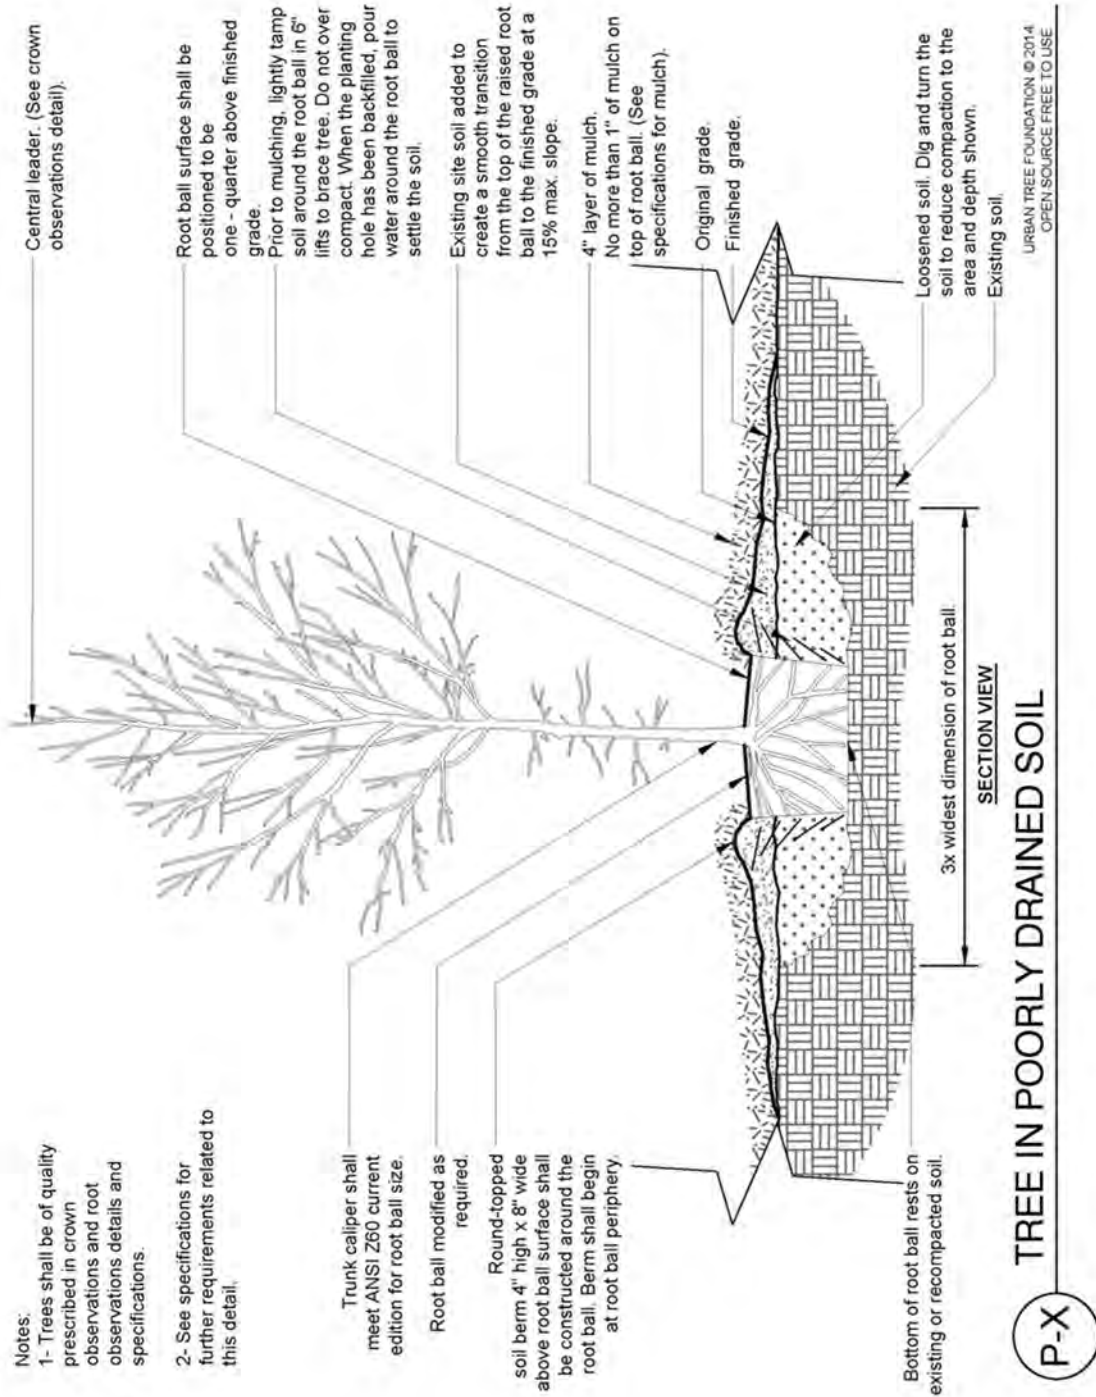 Notes:
1- Trees shall be of quality
prescribed in crown
observations and root
observations details and
specifications.
2- See specifications for
further requirements related to
this detail.
Trunk caliper shall
meet ANSI Z60 current
edition for root ball size.
Root ball modified as
required.
Round-topped
soil berm 4" high x 8" wide
above root ball surface shall
be constructed around the
root ball. Berm shall begin
at root ball periphery.
Bottom of root ball rests on
existing or recompacted soil.
Central leader. (See crown
observations detail).
Root ball surface shall be
positioned to be
one - quarter above finished
grade.
Prior to mulching, lightly tamp
soil around the root ball in 6"
lifts to brace tree. Do not over
compact. When the planting
hole has been backfilled, pour
water around the root ball to
settle the soil.
Existing site soil added to
create a smooth transition
from the top of the raised root
ball to the finished grade at a
15% max. slope.
4" layer of mulch.
No more than 1" of mulch on
top of root ball. (See
specifications for mulch).
Original grade.
Finished grade.
Loosened soil. Dig and turn the
soil to reduce compaction to the
area and depth shown.
Existing soil.
3x widest dimension of root ball.
SECTION VIEW
P-X
TREE IN POORLY DRAINED SOIL
URBAN TREE FOUNDATION © 2014
OPEN SOURCE FREE TO USE